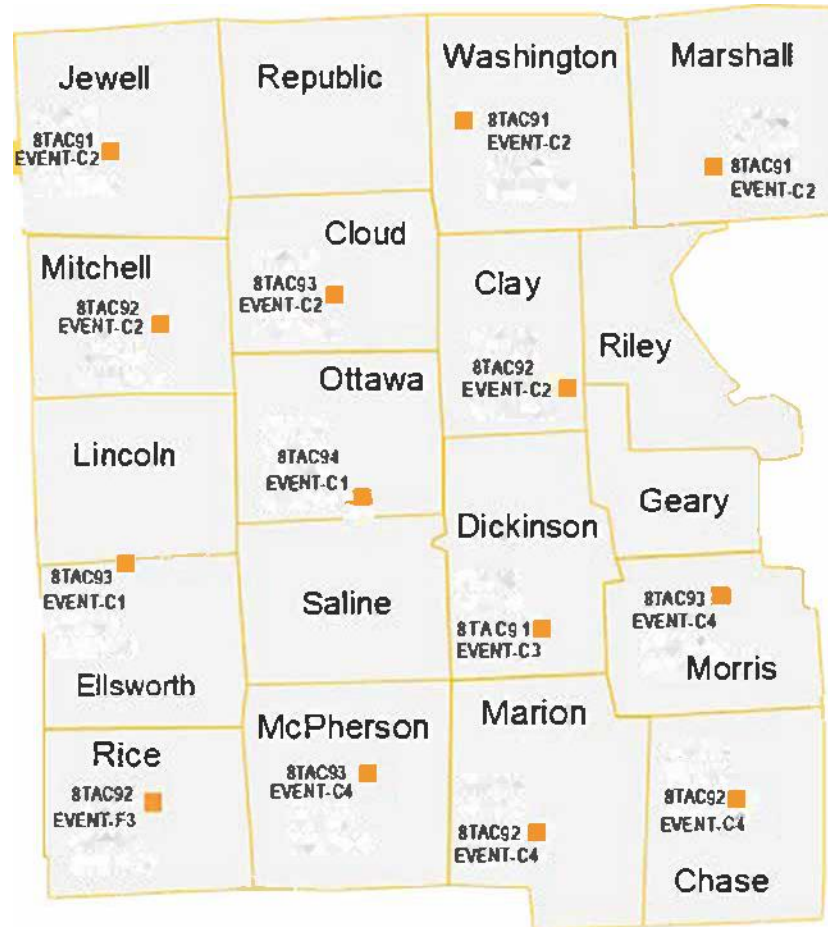 Jewell
8TAC91
EVENT-C2
Republic
Washington
8TAC91
EVENT-C2
Marshall
8TAC91
EVENT-C2
Mitchell
8TAC92
EVENT-C2
Cloud
8TAC93
EVENT-C2
Clay
8TAC92
EVENT-C2
Riley
Lincoln
Ottawa
8TAC94
EVENT-C1
Geary
8TAC93
EVENT-C1
Ellsworth
Saline
Dickinson
8TAC91
EVENT-C3
8TAC93
EVENT-C4
Morris
Rice
8TAC92
EVENT-F3
McPherson
8TAC93
EVENT-C4
Marion
8TAC92
EVENT-C4
8TAC92
EVENT-C4
Chase